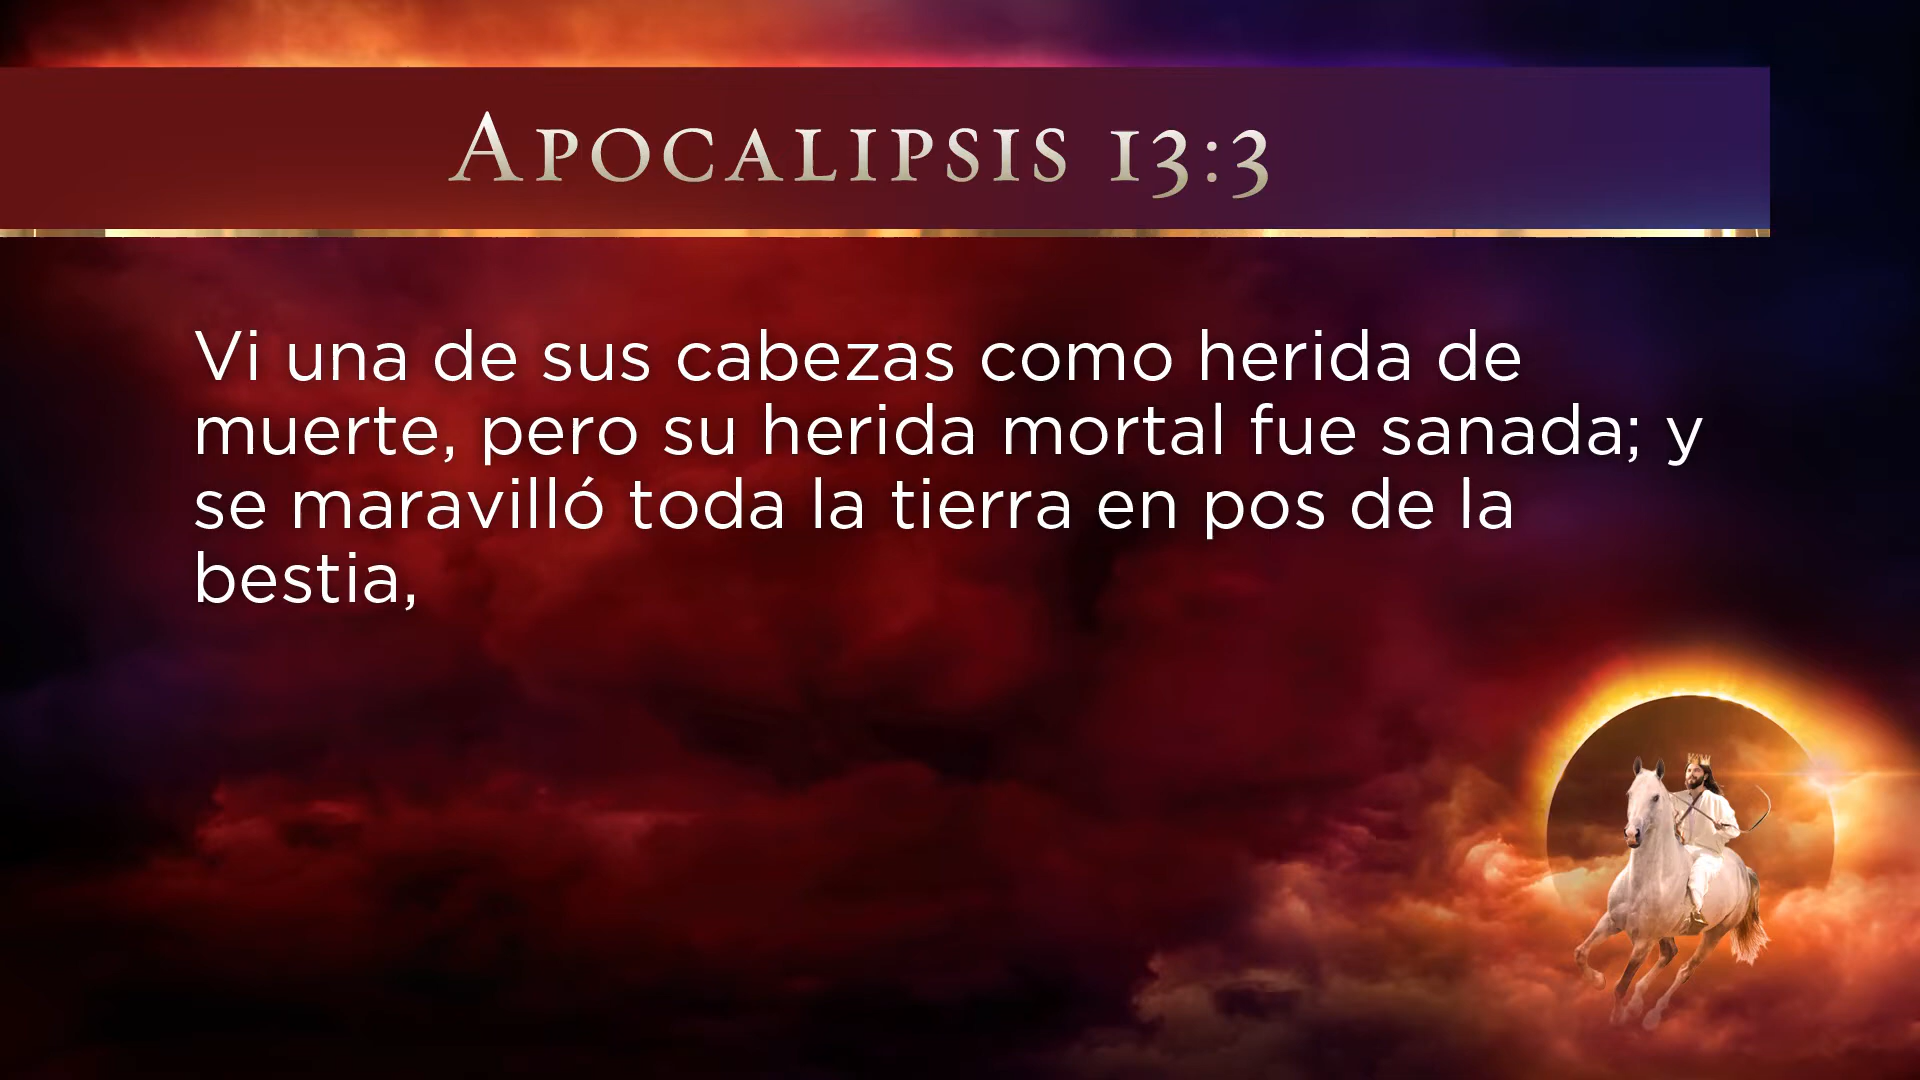 Apocalipsis 13:3
Vi una de sus cabezas como herida de
muerte, pero su herida mortal fue sanada; y
se maravilló toda la tierra en pos de la
bestia,